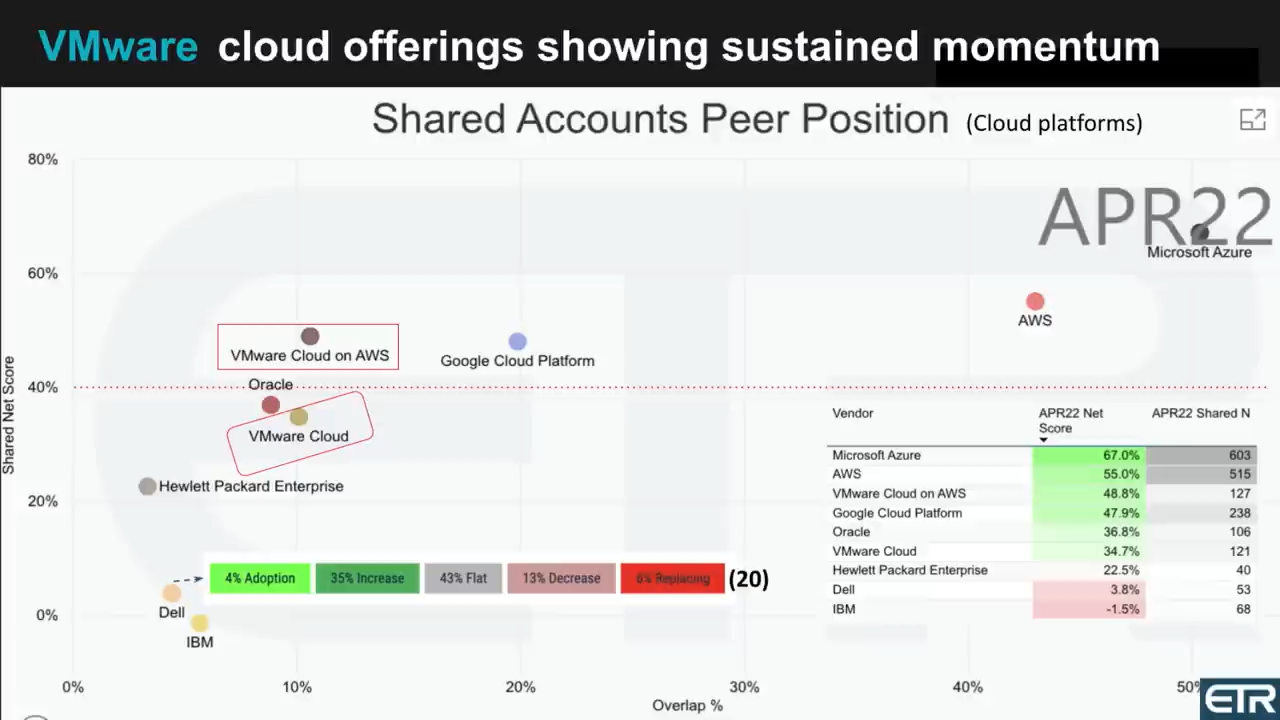 VMware cloud offerings showing sustained momentum
Shared Accounts Peer Position (Cloud platforms)
APR22
80%
60%
40%
20%
0%
Shared Net Score
Microsoft Azure
AWS
VMware Cloud on AWS
Google Cloud Platform
Oracle
VMware Cloud
Hewlett Packard Enterprise
Dell
IBM
4% Adoption 35% Increase 43% Flat 13% Decrease 6% Replacing (20)
Vendor APR22 Net Score APR22 Shared N
Microsoft Azure 67.0% 603
AWS 55.0% 515
VMware Cloud on AWS 48.8% 127
Google Cloud Platform 47.9% 238
Oracle 36.8% 106
VMware Cloud 34.7% 121
Hewlett Packard Enterprise 22.5% 40
Dell 3.8% 53
IBM -1.5% 68
0% 10% 20% 30% 40% 50%
Overlap %
ETR